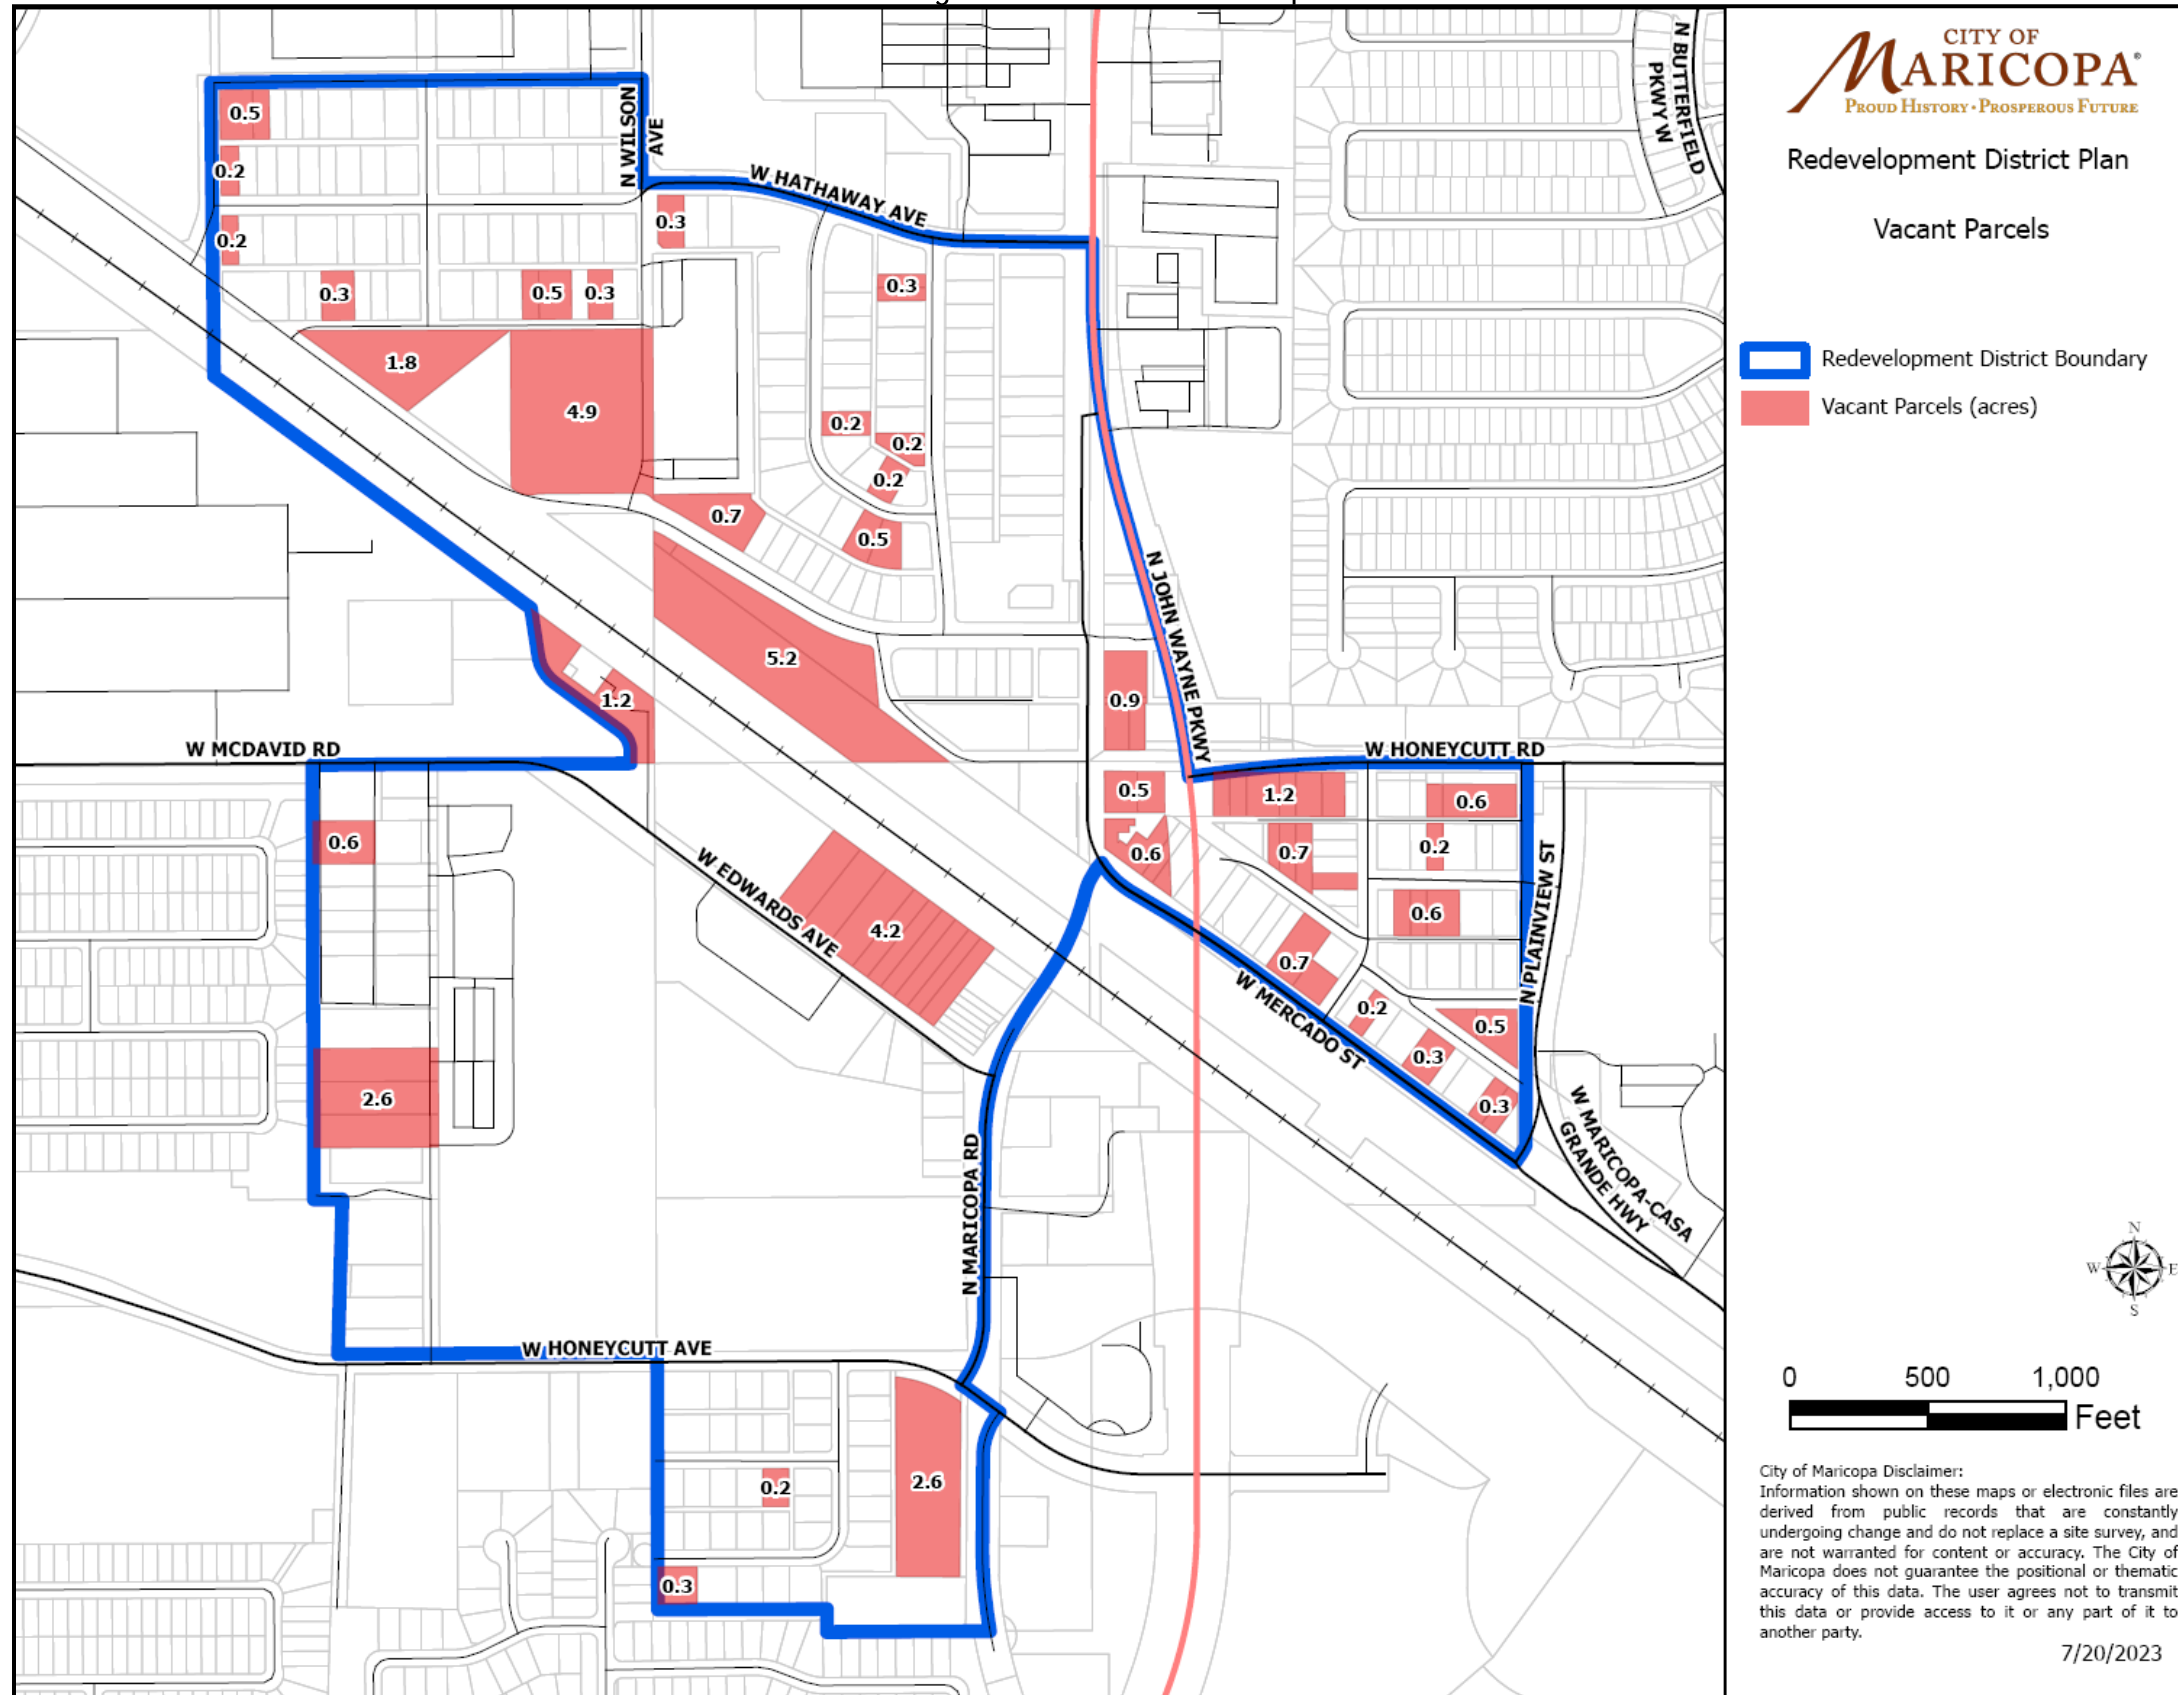 CITY OF
MARICOPA®
PROUD HISTORY • PROSPEROUS FUTURE
Redevelopment District Plan
Vacant Parcels
Redevelopment District Boundary
Vacant Parcels (acres)
N BUTTERFIELD
PKWY W
N WILSON
AVE
W HATHAWAY AVE
0.5
0.2
0.2
0.3
0.3
0.5
0.3
0.3
1.8
4.9
0.2
0.2
0.2
0.7
0.5
N JOHN WAYNE PKWY
5.2
1.2
0.9
W MCDAVID RD
W HONEYCUTT RD
0.5
1.2
0.6
0.6
0.6
0.7
0.2
W EDWARDS AVE
4.2
0.6
0.7
N PLAINVIEW ST
W MERCADO ST
0.2
0.5
0.3
0.3
2.6
W MARICOPA-CASA
GRANDE HWY
N MARICOPA RD
W HONEYCUTT AVE
2.6
0.2
0.3
N
W
E
S
0
500
1,000
Feet
City of Maricopa Disclaimer:
Information shown on these maps or electronic files are
derived from public records that are constantly
undergoing change and do not replace a site survey, and
are not warranted for content or accuracy. The City of
Maricopa does not guarantee the positional or thematic
accuracy of this data. The user agrees not to transmit
this data or provide access to it or any part of it to
another party.
7/20/2023